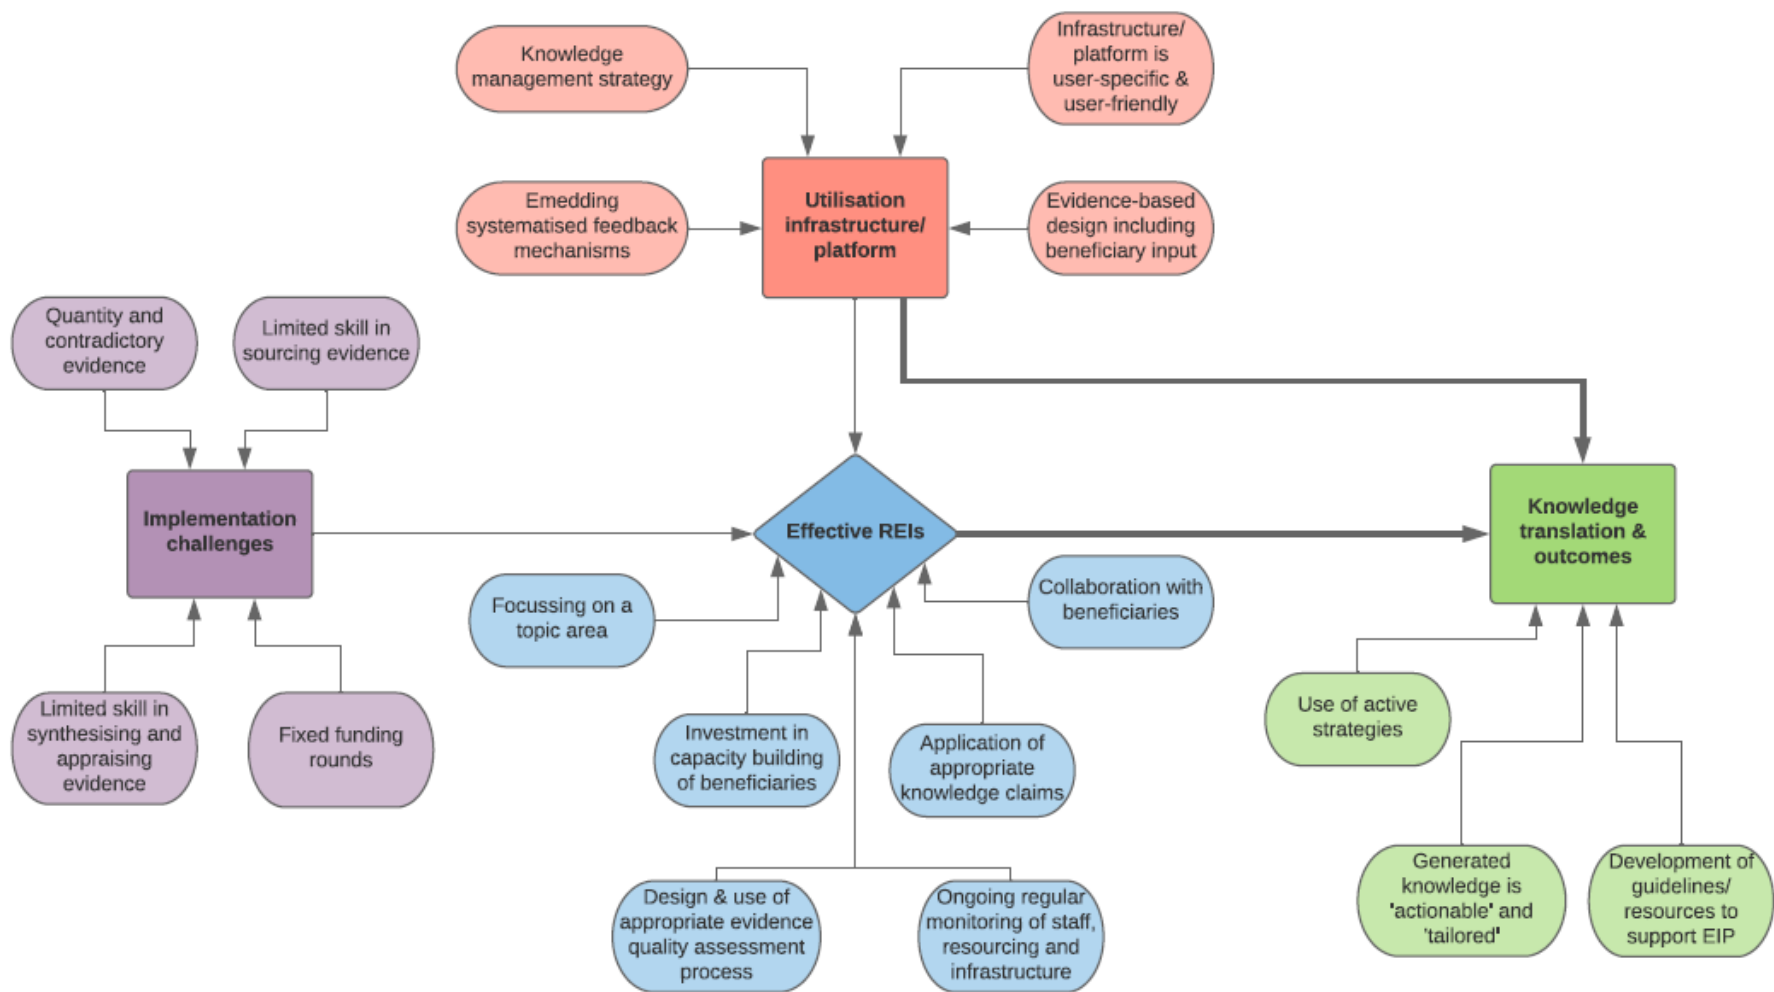 Knowledge
management strategy
Infrastructure/
platform is
user-specific &
user-friendly
Utilisation
infrastructure/
platform
Emedding
systematised feedback
mechanisms
Evidence-based
design including
beneficiary input
Quantity and
contradictory
evidence
Limited skill in
sourcing evidence
Implementation
challenges
Effective REIs
Knowledge
translation &
outcomes
Focussing on a
topic area
Collaboration with
beneficiaries
Limited skill in
synthesising and
appraising
evidence
Fixed funding
rounds
Investment in
capacity building
of beneficiaries
Application of
appropriate
knowledge claims
Use of active
strategies
Design & use of
appropriate evidence
quality assessment
process
Ongoing regular
monitoring of staff,
resourcing and
infrastructure
Generated
knowledge is
'actionable' and
'tailored'
Development of
guidelines/
resources to
support EIP